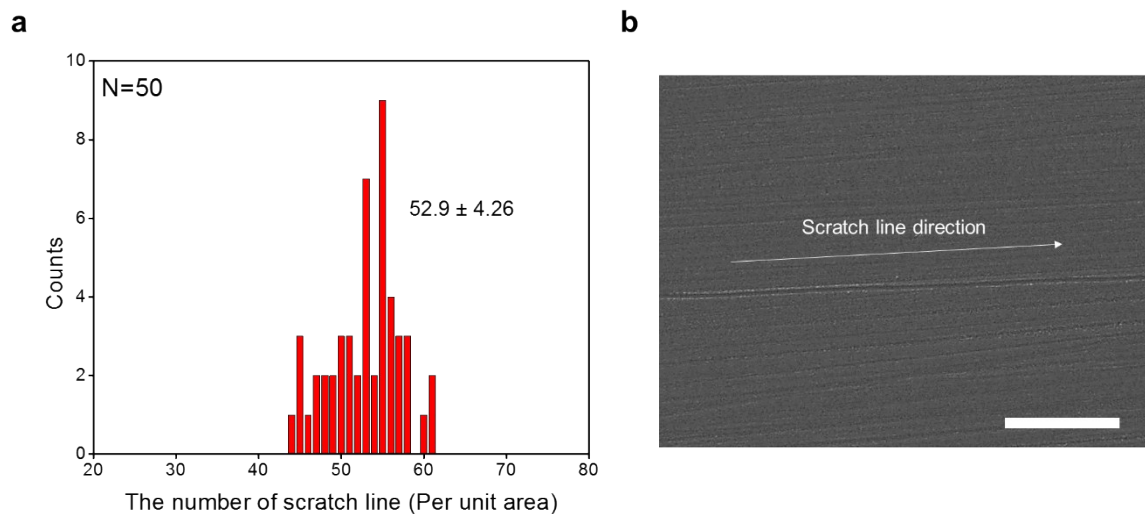 a
N=50
52.9 ± 4.26
10
8
6
4
2
0
Counts
20 30 40 50 60 70 80
The number of scratch line (Per unit area)
b
Scratch line direction